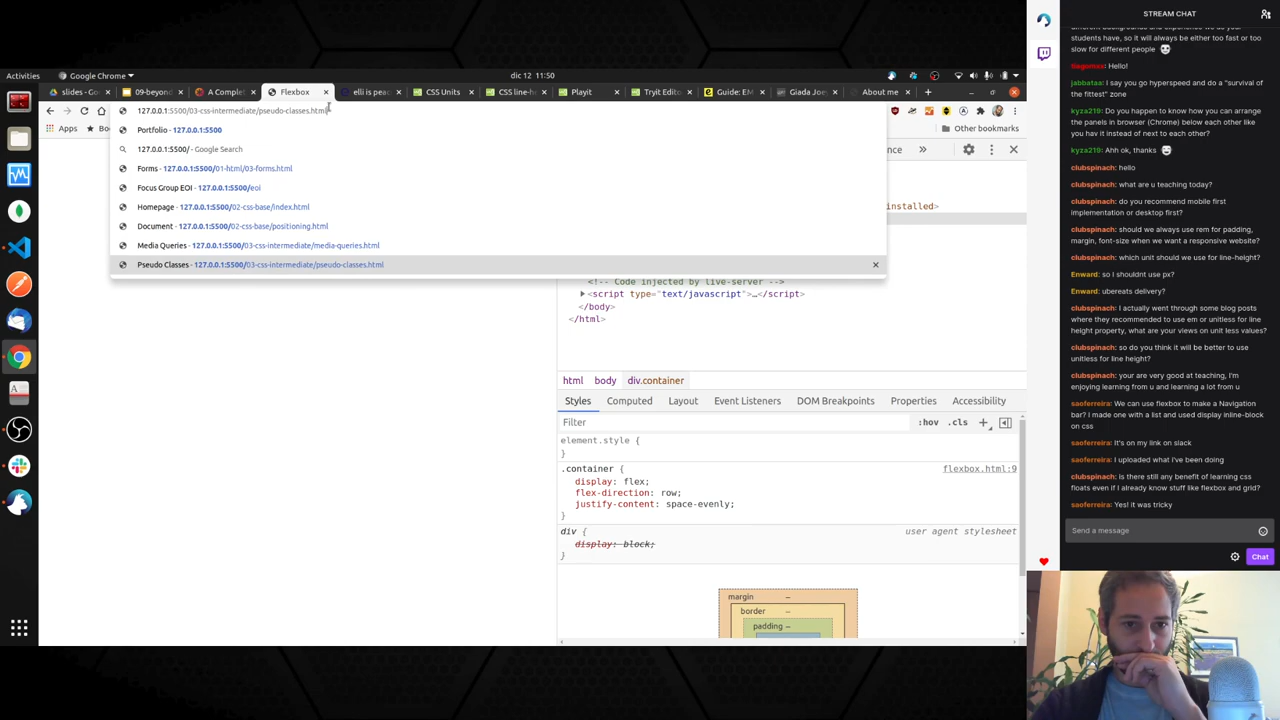 STREAM CHAT
students have, so it will always be either too fast or too
slow for different people
tiagomxx: Hello!
jabbataa: I say you go hyperspeed and do a "survival of
the fittest" zone
kyza219: Do you happen to know how you can arrange
the panels in browser (Chrome) below each other like
you hav it instead of next to each other?
kyza219: Ahh ok, thanks
clubspinach: hello
clubspinach: what are u teaching today?
clubspinach: do you recommend mobile first
implementation or desktop first?
clubspinach: should we always use rem for padding,
margin, font-size when we want a responsive website?
clubspinach: which unit should we use for line-height?
Enward: so I shouldnt use px?
Enward: ubereats delivery?
clubspinach: I actually went through some blog posts
where they recommended to use em or unitless for line
height property, what are your views on unit less values?
clubspinach: so do you think it will be better to use
unitless for line height?
clubspinach: your are very good at teaching, I'm
enjoying learning from u and learning a lot from u
saoferreira: We can use flexbox to make a Navigation
bar? I made one with a list and used display inline-block
on css
saoferreira: It's on my link on slack
saoferreira: I uploaded what i've been doing
clubspinach: Is there still any benefit of learning css
floats even if I already know stuff like flexbox and grid?
saoferreira: Yes! it was tricky
Send a message
Chat
Activities
Google Chrome
dic 12 11:50
slides - Go
09-beyond
A Complet
Flexbox
elli is peac
CSS Units
CSS line-h
Playit
Tryit Edito
Guide: EM
Giada Joey
About me
127.0.0.1:5500/03-css-intermediate/pseudo-classes.html
Apps
Boo
Other bookmarks
Portfolio - 127.0.0.1:5500
127.0.0.1:5500/ - Google Search
Forms - 127.0.0.1:5500/01-html/03-forms.html
Focus Group EOI - 127.0.0.1:5500/eoi
Homepage - 127.0.0.1:5500/02-css-base/index.html
Document - 127.0.0.1:5500/02-css-base/positioning.html
Media Queries - 127.0.0.1:5500/03-css-intermediate/media-queries.html
Pseudo Classes - 127.0.0.1:5500/03-css-intermediate/pseudo-classes.html
nce
installed>
<!-- Code injected by live-server -->
<script type="text/javascript">…</script>
</body>
</html>
html body div.container
Styles Computed Layout Event Listeners DOM Breakpoints Properties Accessibility
Filter
:hov .cls
element.style {
}
.container {
flexbox.html:9
display: flex;
flex-direction: row;
justify-content: space-evenly;
}
div {
user agent stylesheet
display: block;
}
margin –
border –
padding –